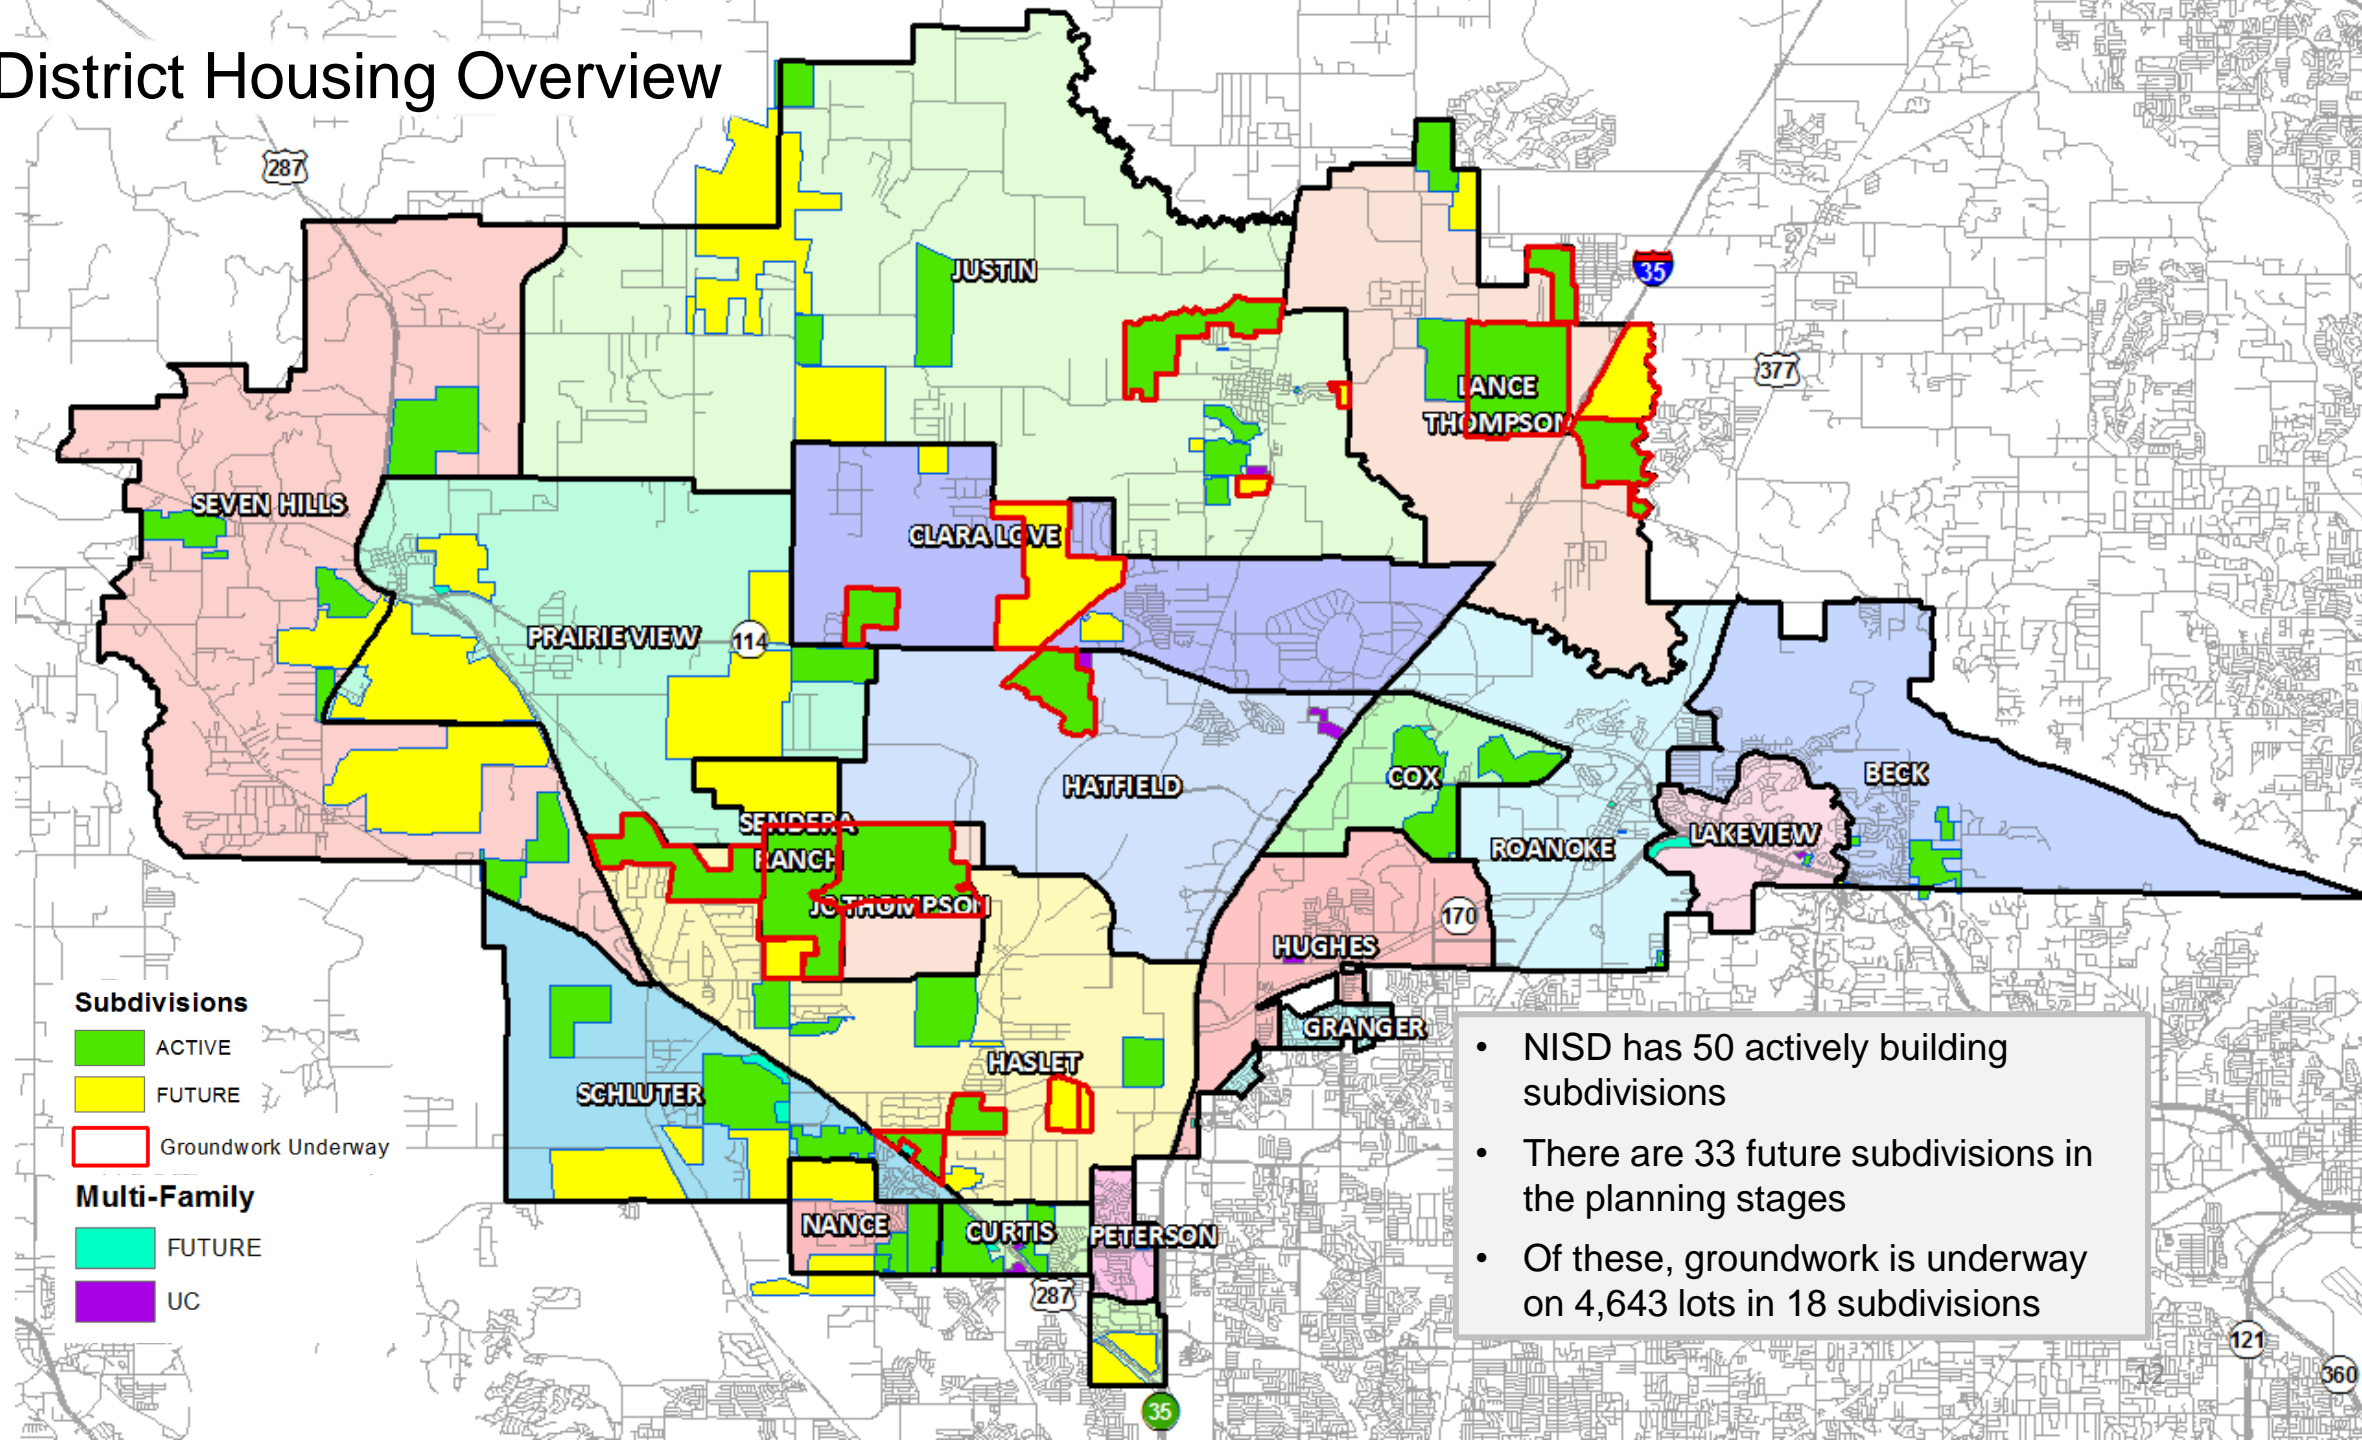 District Housing Overview
287
JUSTIN
35
LANCE
THOMPSON
377
SEVEN HILLS
CLARA LOVE
PRAIRIE VIEW
114
HATFIELD
COX
BECK
SENDERA
RANCH
ROANOKE
LAKEVIEW
JC THOMPSON
170
HUGHES
GRANGER
HASLET
SCHLUTER
NANCE
CURTIS
PETERSON
287
35
121
360
Subdivisions
ACTIVE
FUTURE
Groundwork Underway
Multi-Family
FUTURE
UC
• NISD has 50 actively building
subdivisions
• There are 33 future subdivisions in
the planning stages
• Of these, groundwork is underway
on 4,643 lots in 18 subdivisions
12